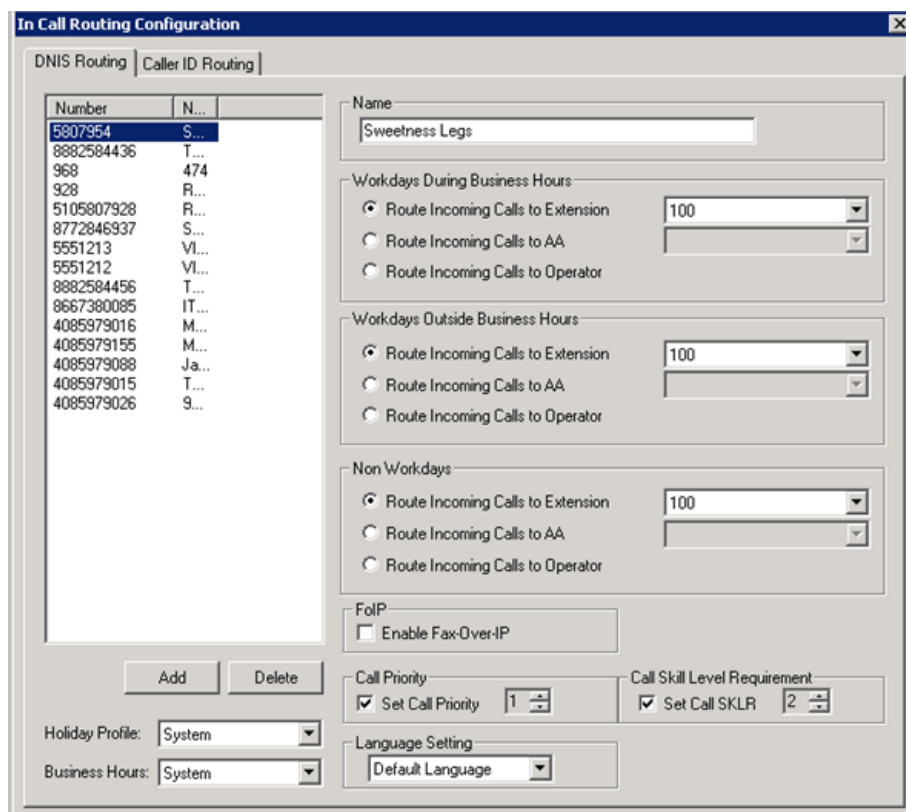 In Call Routing Configuration
DNIS Routing
Caller ID Routing
Number N...
5807954 S...
8882584436 T...
968 474
928 R...
5105807928 R...
8772846937 S...
5551213 VI...
5551212 VI...
8882584456 T...
8667380085 IT...
4085979016 M...
4085979155 M...
4085979088 Ja...
4085979015 T...
4085979026 9...
Add
Delete
Holiday Profile: System
Business Hours: System
Name
Sweetness Legs
Workdays During Business Hours
Route Incoming Calls to Extension 100
Route Incoming Calls to AA
Route Incoming Calls to Operator
Workdays Outside Business Hours
Route Incoming Calls to Extension 100
Route Incoming Calls to AA
Route Incoming Calls to Operator
Non Workdays
Route Incoming Calls to Extension 100
Route Incoming Calls to AA
Route Incoming Calls to Operator
FoIP
Enable Fax-Over-IP
Call Priority
Set Call Priority 1
Call Skill Level Requirement
Set Call SKLR 2
Language Setting
Default Language